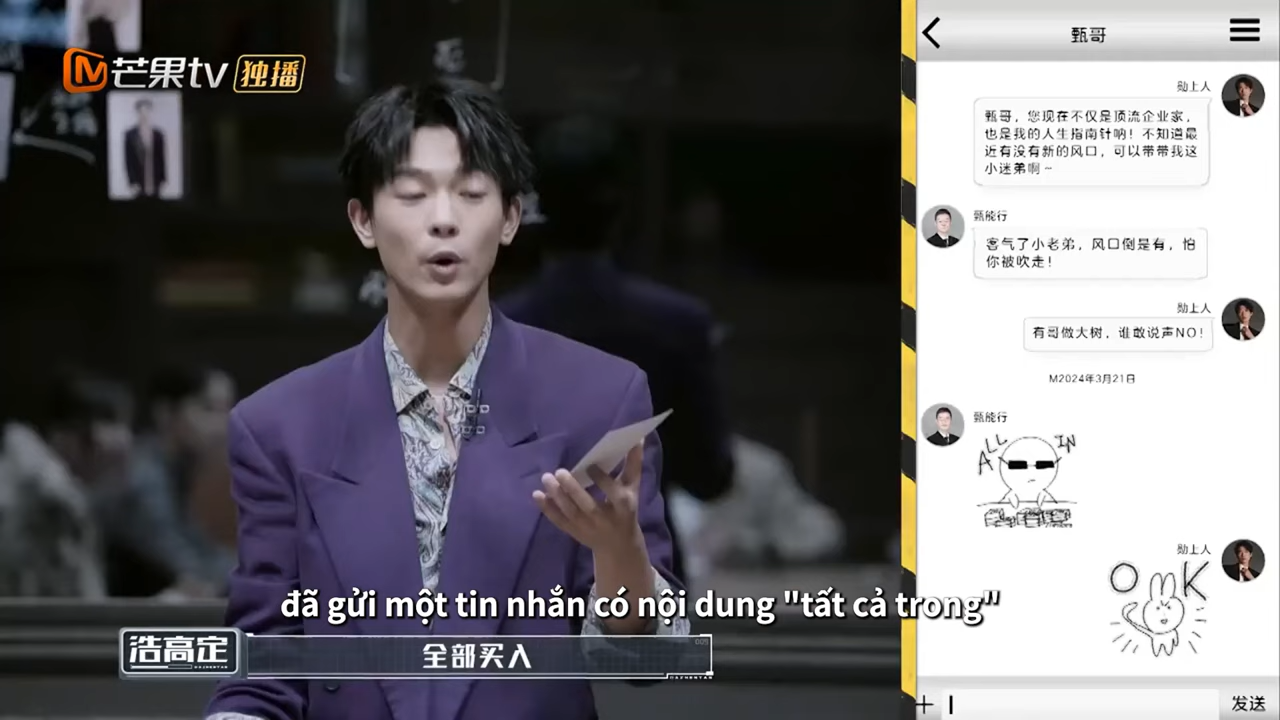 芒果tv 独播
甄哥
勋上人
甄哥，您现在不仅是顶流企业家，
也是我的人生指南针呐！不知道最
近有没有新的风口，可以带带我这
小迷弟啊~
甄能行
客气了小老弟，风口倒是有，怕
你被吹走！
勋上人
有哥做大树，谁敢说声NO！
M2024年3月21日
甄能行
ALL IN
勋上人
OK
đã gửi một tin nhắn có nội dung "tất cả trong"
浩高定
全部买入
发送